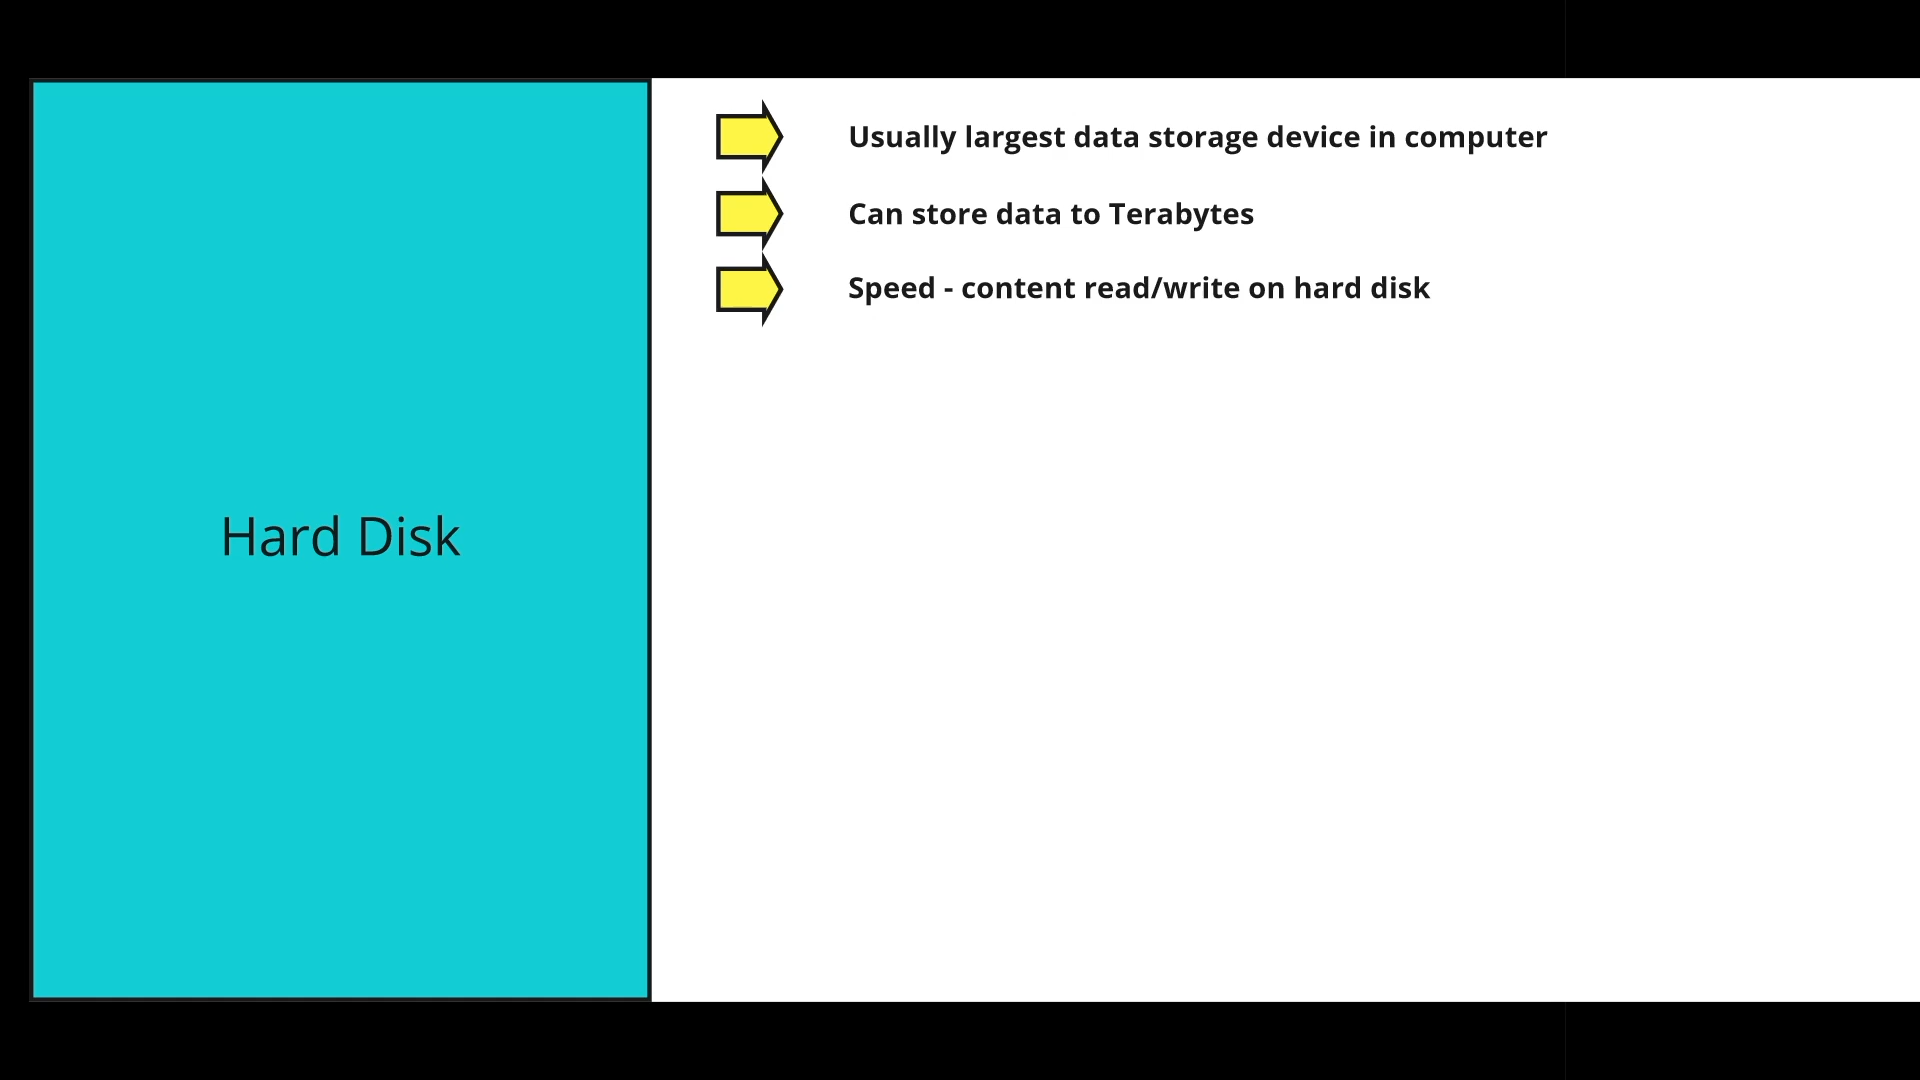 Hard Disk
Usually largest data storage device in computer
Can store data to Terabytes
Speed - content read/write on hard disk